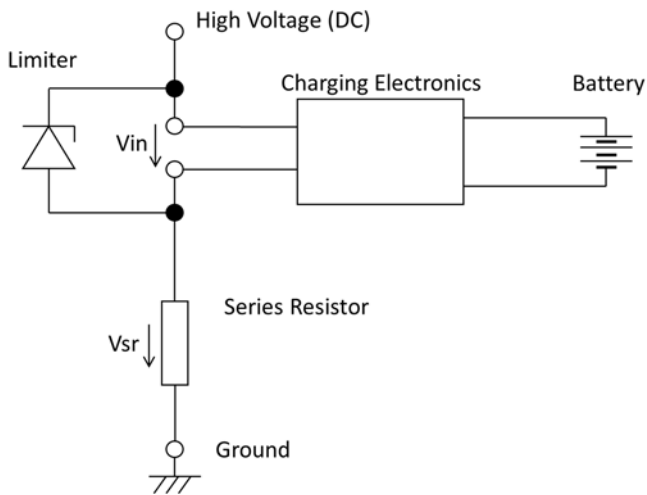 High Voltage (DC)
Limiter
Charging Electronics
Battery
Vin
Series Resistor
Vsr
Ground